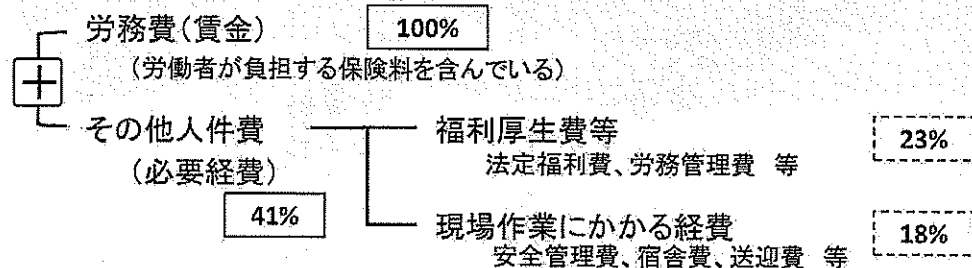 労務費(賃金) 100%
(労働者が負担する保険料を含んでいる)
+
その他人件費 福利厚生費等 23%
(必要経費) 法定福利費、労務管理費 等
41%
現場作業にかかる経費 18%
安全管理費、宿舎費、送迎費 等